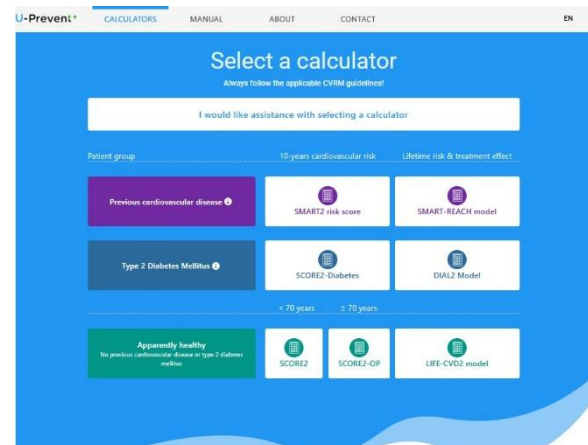 U-Prevent
CALCULATORS MANUAL ABOUT CONTACT EN
Select a calculator
Always follow the applicable CVRM guidelines!
I would like assistance with selecting a calculator
Patient group 10-years cardiovascular risk Lifetime risk & treatment effect
Previous cardiovascular disease
SMART2 risk score
SMART-REACH model
Type 2 Diabetes Mellitus
SCORE2-Diabetes
DIAL2 Model
< 70 years ≥ 70 years
Apparently healthy
No previous cardiovascular disease or type 2 diabetes
mellitus
SCORE2
SCORE2-OP
LIFE-CVD2 model